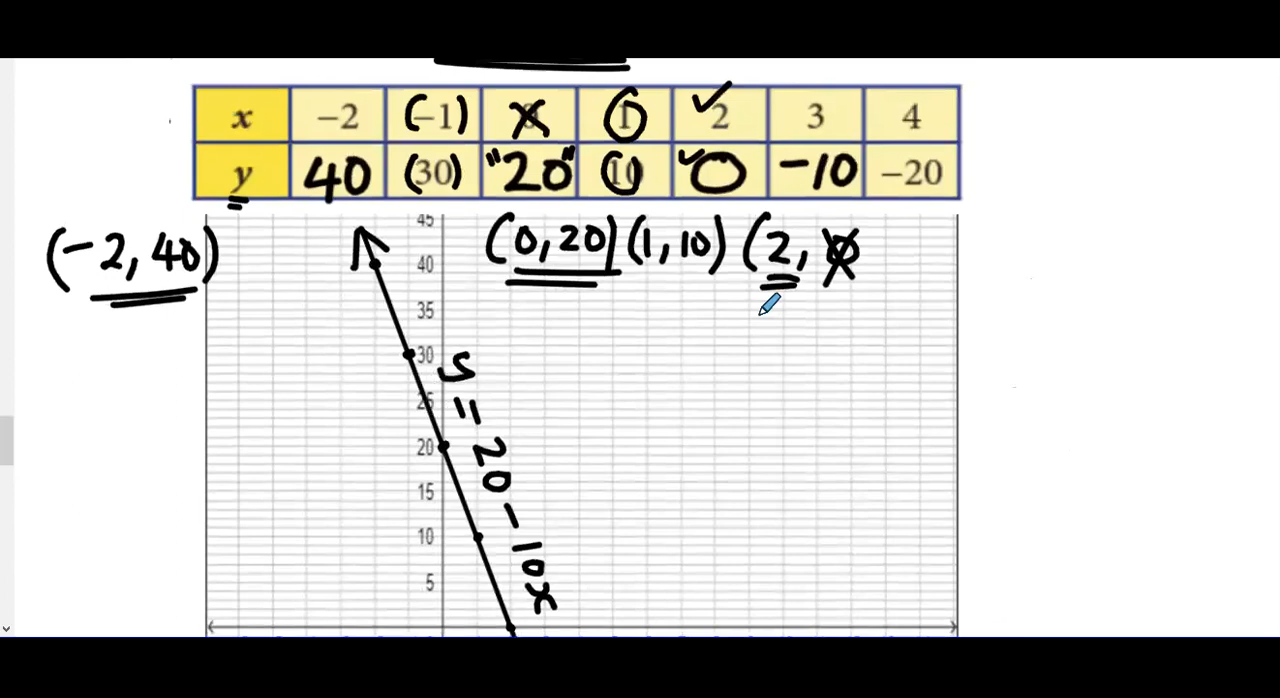 x −2 (−1) 0 1 2 3 4
y 40 (30) "20" 10 0 −10 −20
(−2, 40) (0, 20) (1, 10) (2, 0
45
40
35
30
25
20
15
10
5
y = 20 − 10x